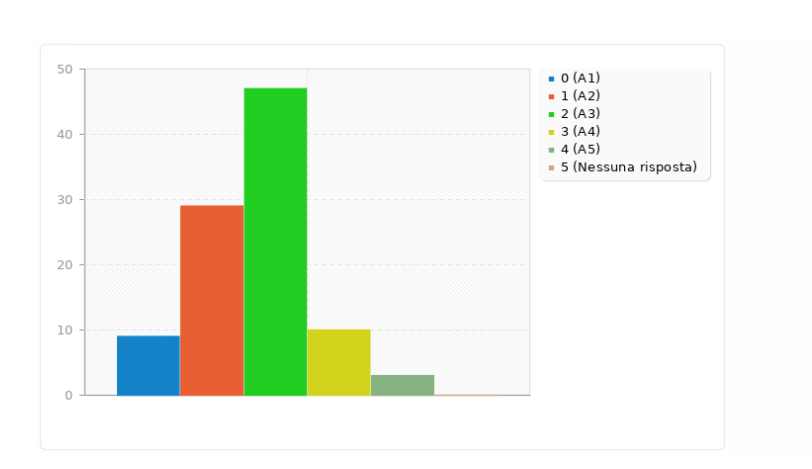 50
40
30
20
10
0
0 (A1)
1 (A2)
2 (A3)
3 (A4)
4 (A5)
5 (Nessuna risposta)